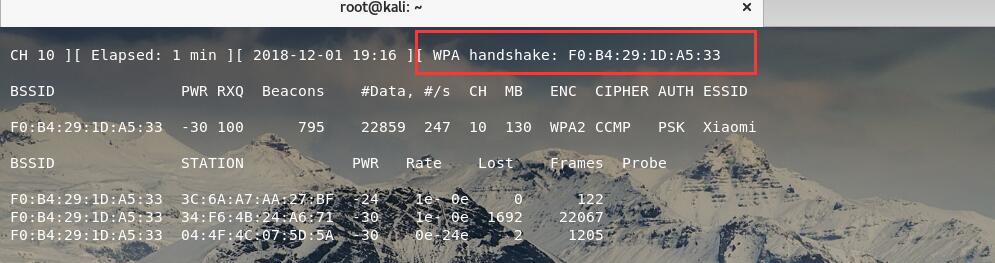 root@kali: ~ ×
CH 10 ][ Elapsed: 1 min ][ 2018-12-01 19:16 ][ WPA handshake: F0:B4:29:1D:A5:33
BSSID PWR RXQ Beacons #Data, #/s CH MB ENC CIPHER AUTH ESSID
F0:B4:29:1D:A5:33 -30 100 795 22859 247 10 130 WPA2 CCMP PSK Xiaomi
BSSID STATION PWR Rate Lost Frames Probe
F0:B4:29:1D:A5:33 3C:6A:A7:AA:27:BF -24 1e- 0e 0 122
F0:B4:29:1D:A5:33 34:F6:4B:24:A6:71 -30 1e- 0e 1692 22067
F0:B4:29:1D:A5:33 04:4F:4C:07:5D:5A -30 0e-24e 2 1205